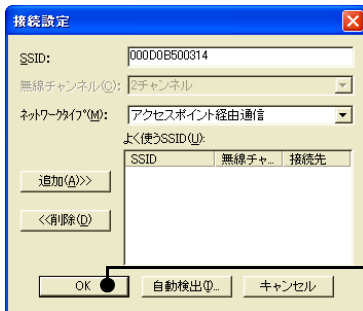 接続設定
SSID: 000D0B500314
無線チャンネル(C): 2チャンネル
ネットワークタイプ(M): アクセスポイント経由通信
よく使うSSID(U):
SSID 無線チャ... 接続先
追加(A)>>
<<削除(D)
OK 自動検出(I)... キャンセル